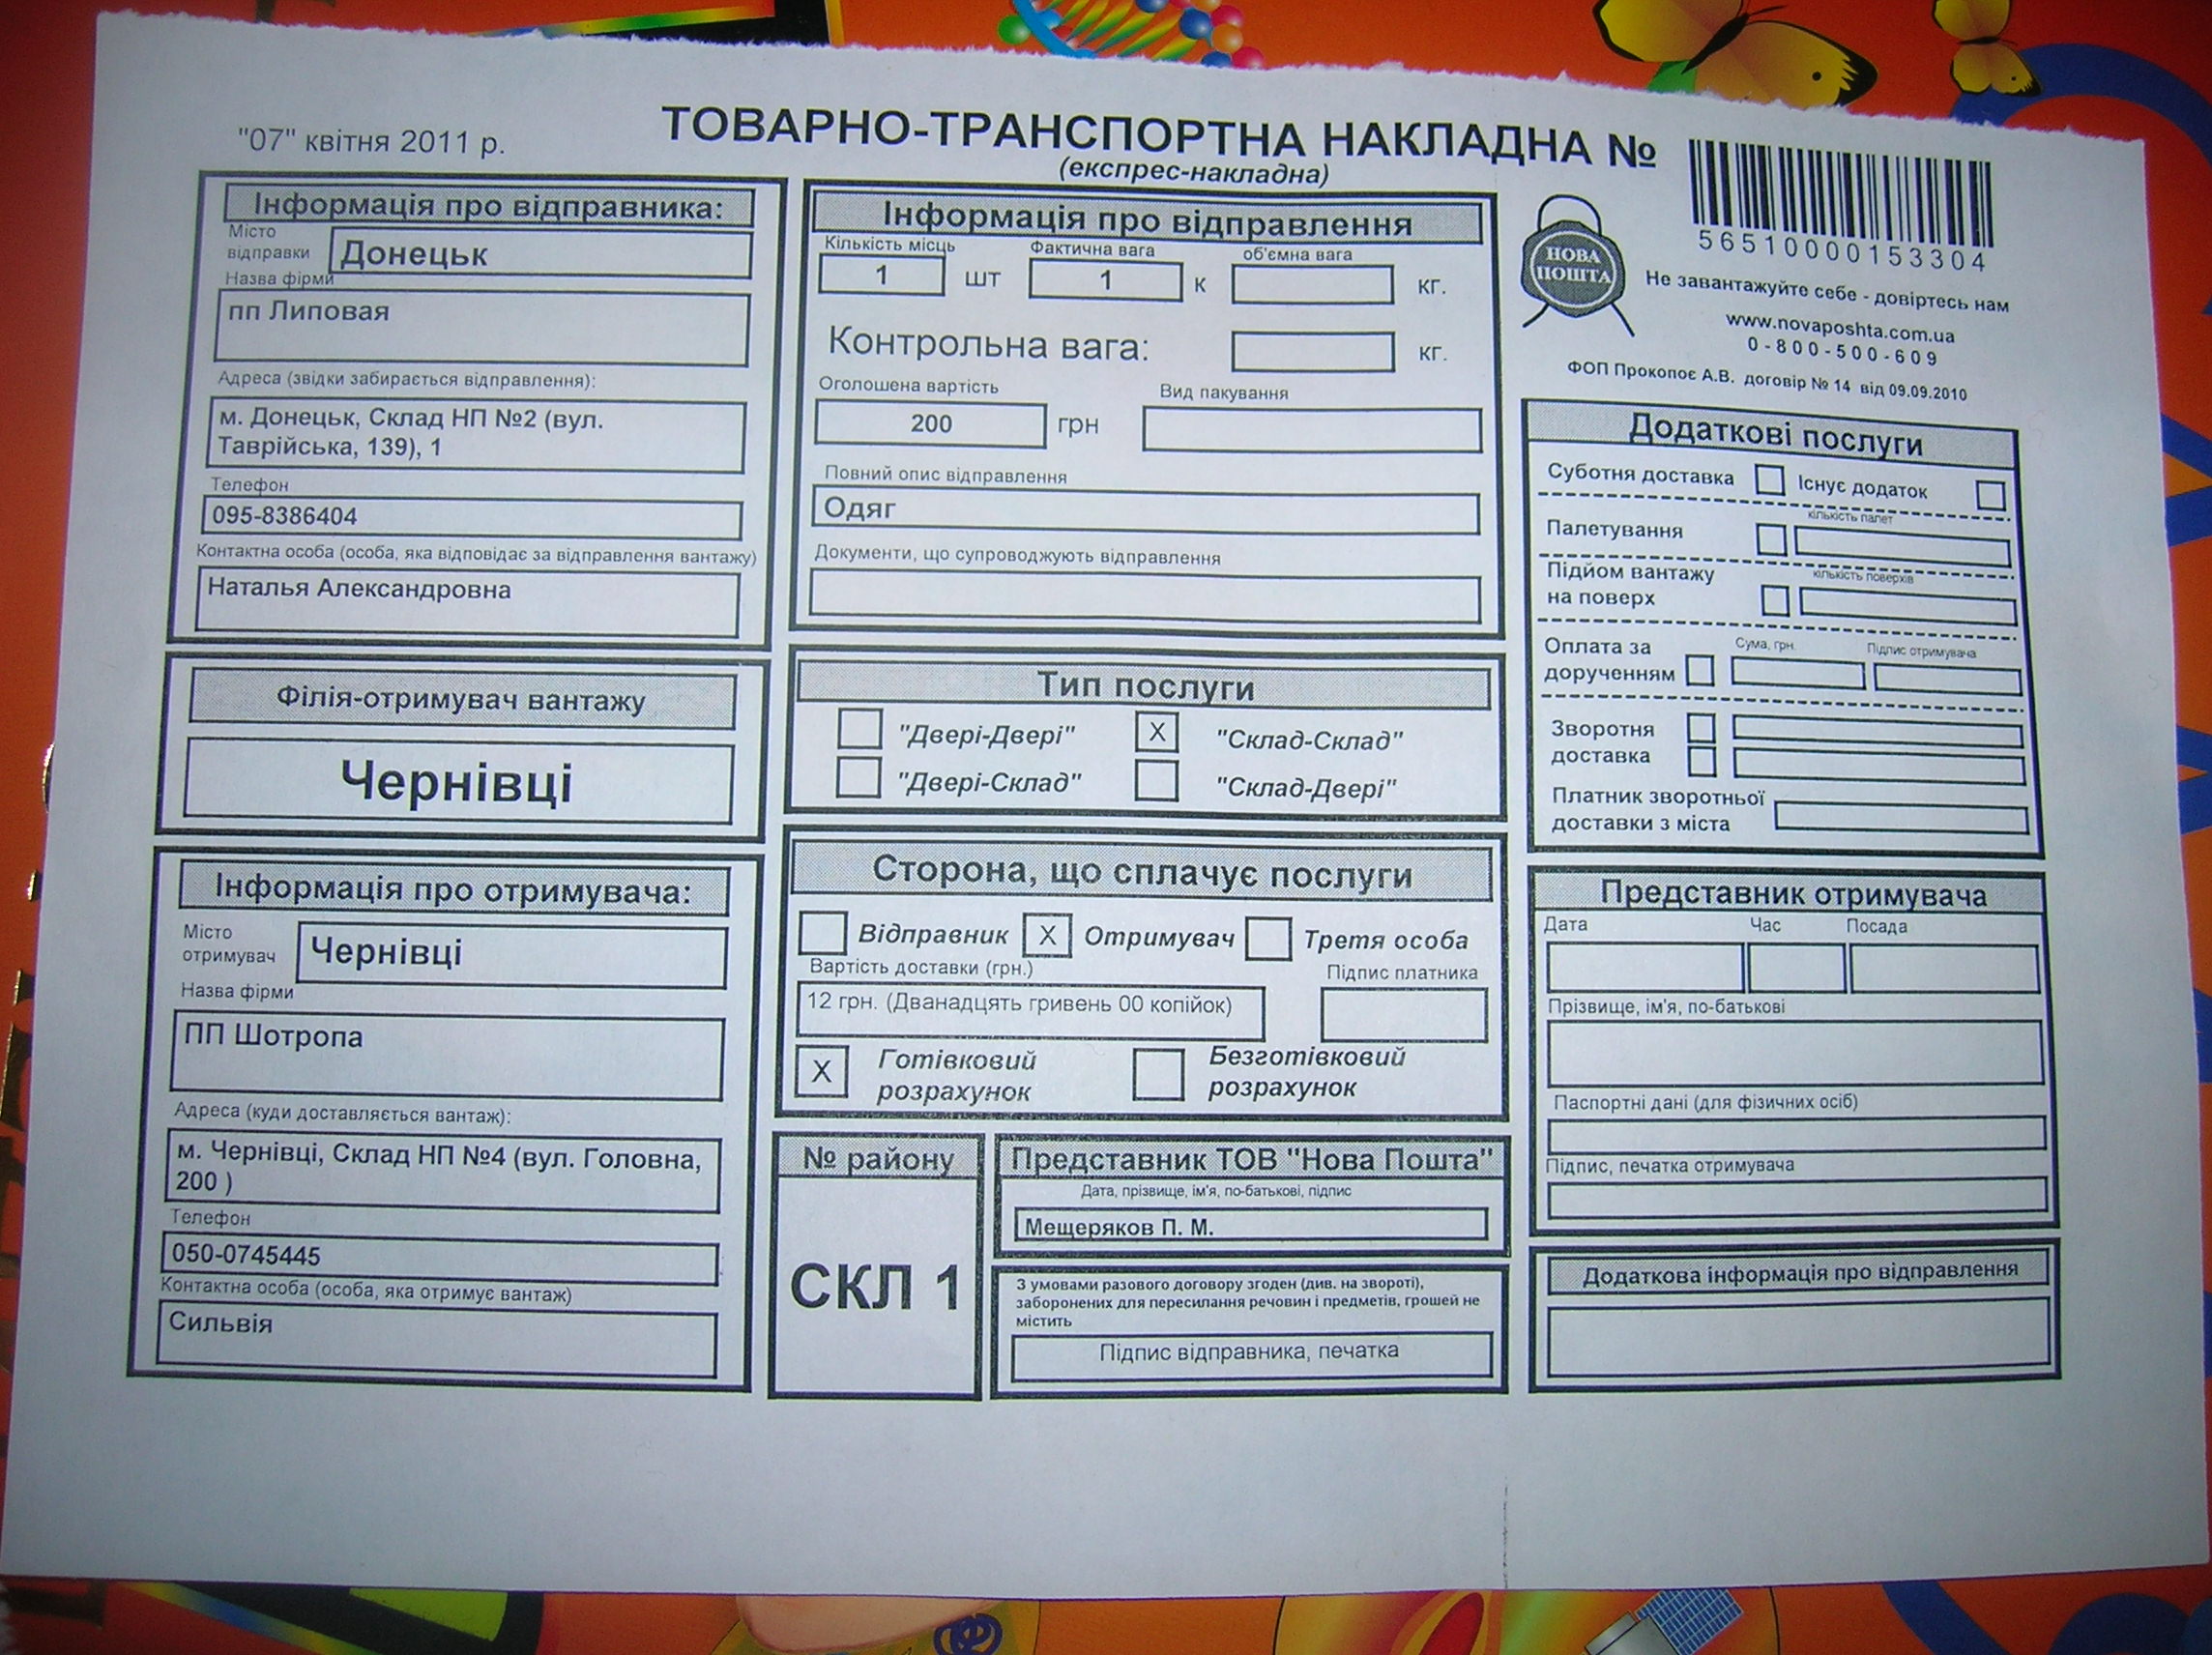 "07" квітня 2011 р.
ТОВАРНО-ТРАНСПОРТНА НАКЛАДНА №
(експрес-накладна)
56510000153304
НОВА
ПОШТА
Не завантажуйте себе - довіртесь нам
www.novaposhta.com.ua
0-800-500-609
ФОП Прокопоє А.В. договір № 14 від 09.09.2010
Інформація про відправника:
Місто
відправки
Донецьк
Назва фірми
пп Липовая
Адреса (звідки забирається відправлення):
м. Донецьк, Склад НП №2 (вул.
Таврійська, 139), 1
Телефон
095-8386404
Контактна особа (особа, яка відповідає за відправлення вантажу)
Наталья Александровна
Філія-отримувач вантажу
Чернівці
Інформація про отримувача:
Місто
отримувач
Чернівці
Назва фірми
ПП Шотропа
Адреса (куди доставляється вантаж):
м. Чернівці, Склад НП №4 (вул. Головна,
200 )
Телефон
050-0745445
Контактна особа (особа, яка отримує вантаж)
Сильвія
Інформація про відправлення
Кількість місць Фактична вага об'ємна вага
1 шт 1 к кг.
Контрольна вага: кг.
Оголошена вартість Вид пакування
200 грн
Повний опис відправлення
Одяг
Документи, що супроводжують відправлення
Тип послуги
"Двері-Двері" X "Склад-Склад"
"Двері-Склад" "Склад-Двері"
Сторона, що сплачує послуги
Відправник X Отримувач Третя особа
Вартість доставки (грн.) Підпис платника
12 грн. (Дванадцять гривень 00 копійок)
X Готівковий
розрахунок
Безготівковий
розрахунок
№ району
СКЛ 1
Представник ТОВ "Нова Пошта"
Дата, прізвище, ім'я, по-батькові, підпис
Мещеряков П. М.
З умовами разового договору згоден (див. на звороті),
заборонених для пересилання речовин і предметів, грошей не
містить
Підпис відправника, печатка
Додаткові послуги
Суботня доставка Існує додаток
Палетування кількість палет
Підйом вантажу
на поверх
кількість поверхів
Оплата за
дорученням
Сума, грн. Підпис отримувача
Зворотня
доставка
Платник зворотньої
доставки з міста
Представник отримувача
Дата Час Посада
Прізвище, ім'я, по-батькові
Паспортні дані (для фізичних осіб)
Підпис, печатка отримувача
Додаткова інформація про відправлення